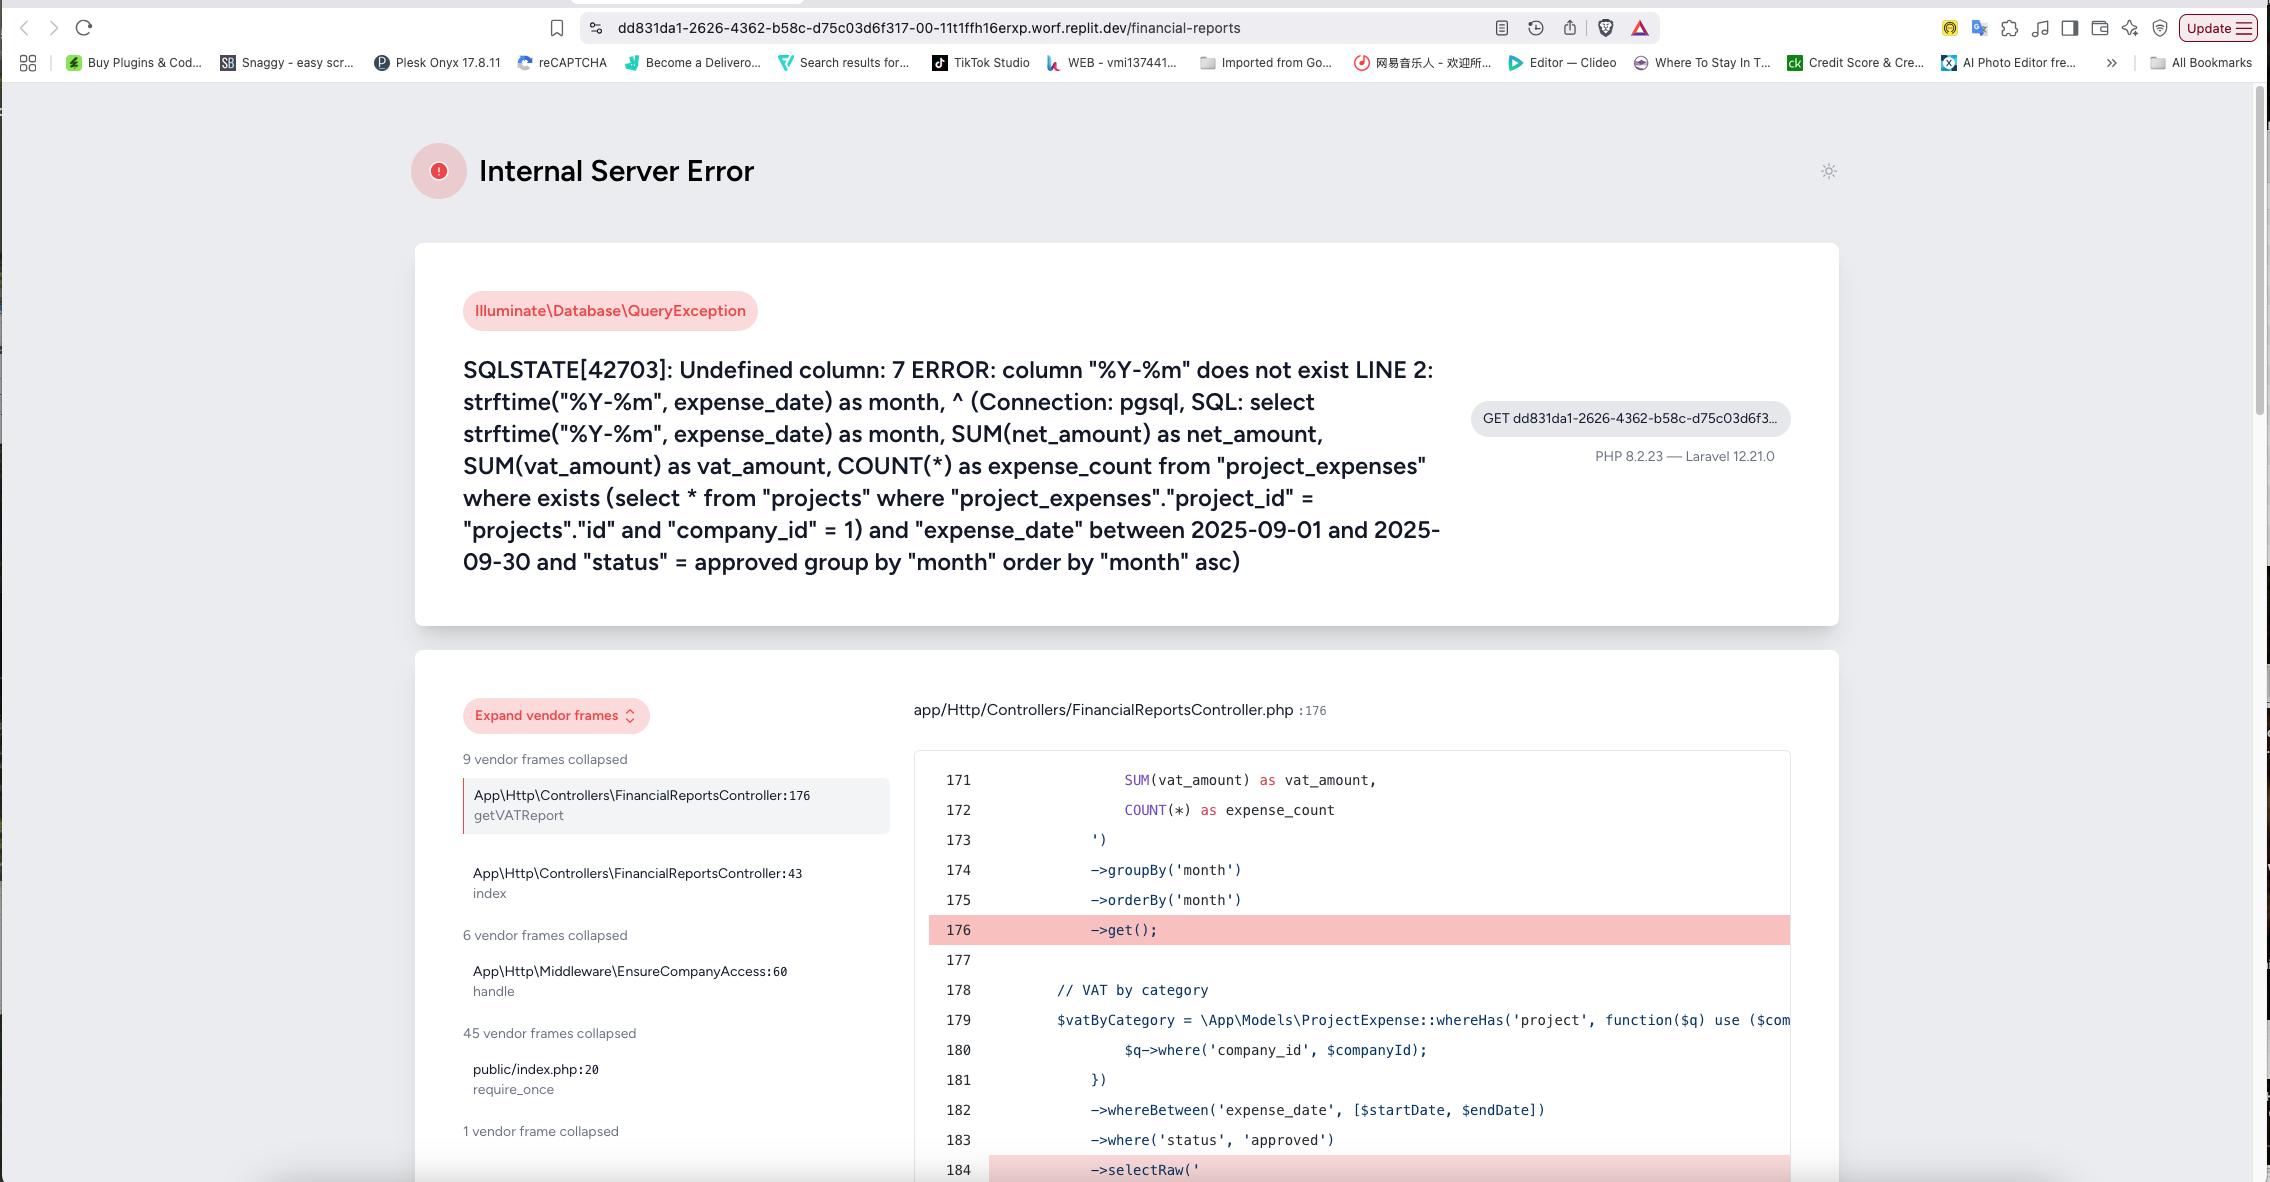 dd831da1-2626-4362-b58c-d75c03d6f317-00-11t1ffh16erxp.worf.replit.dev/financial-reports
Update
Buy Plugins & Cod...
SB Snaggy - easy scr...
P Plesk Onyx 17.8.11
reCAPTCHA
Become a Delivero...
Search results for...
TikTok Studio
WEB - vmi137441...
Imported from Go...
网易音乐人 - 欢迎所...
Editor — Clideo
Where To Stay In T...
ck Credit Score & Cre...
AI Photo Editor fre...
All Bookmarks
Internal Server Error
Illuminate\Database\QueryException
SQLSTATE[42703]: Undefined column: 7 ERROR: column "%Y-%m" does not exist LINE 2:
strftime("%Y-%m", expense_date) as month, ^ (Connection: pgsql, SQL: select
strftime("%Y-%m", expense_date) as month, SUM(net_amount) as net_amount,
SUM(vat_amount) as vat_amount, COUNT(*) as expense_count from "project_expenses"
where exists (select * from "projects" where "project_expenses"."project_id" =
"projects"."id" and "company_id" = 1) and "expense_date" between 2025-09-01 and 2025-
09-30 and "status" = approved group by "month" order by "month" asc)
GET dd831da1-2626-4362-b58c-d75c03d6f3...
PHP 8.2.23 — Laravel 12.21.0
Expand vendor frames
9 vendor frames collapsed
App\Http\Controllers\FinancialReportsController:176
getVATReport
App\Http\Controllers\FinancialReportsController:43
index
6 vendor frames collapsed
App\Http\Middleware\EnsureCompanyAccess:60
handle
45 vendor frames collapsed
public/index.php:20
require_once
1 vendor frame collapsed
app/Http/Controllers/FinancialReportsController.php :176
171 SUM(vat_amount) as vat_amount,
172 COUNT(*) as expense_count
173 ')
174 ->groupBy('month')
175 ->orderBy('month')
176 ->get();
177
178 // VAT by category
179 $vatByCategory = \App\Models\ProjectExpense::whereHas('project', function($q) use ($com
180 $q->where('company_id', $companyId);
181 })
182 ->whereBetween('expense_date', [$startDate, $endDate])
183 ->where('status', 'approved')
184 ->selectRaw('